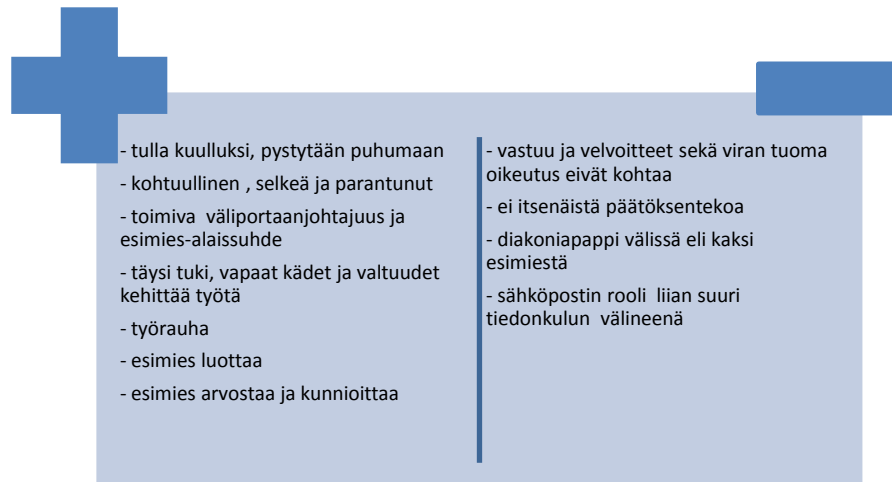 - tulla kuulluksi, pystytään puhumaan
- kohtuullinen , selkeä ja parantunut
- toimiva väliportaanjohtajuus ja
esimies-alaissuhde
- täysi tuki, vapaat kädet ja valtuudet
kehittää työtä
- työrauha
- esimies luottaa
- esimies arvostaa ja kunnioittaa
- vastuu ja velvoitteet sekä viran tuoma
oikeutus eivät kohtaa
- ei itsenäistä päätöksentekoa
- diakoniapappi välissä eli kaksi
esimiestä
- sähköpostin rooli liian suuri
tiedonkulun välineenä